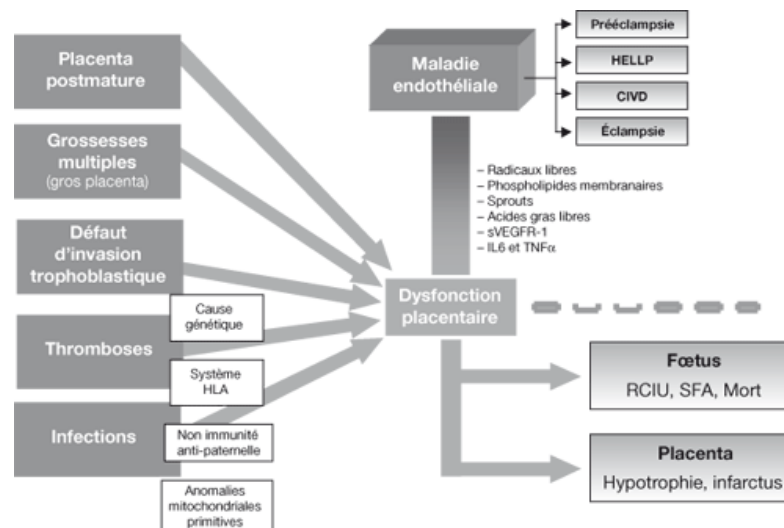 Placenta
postmature
Grossesses
multiples
(gros placenta)
Défaut
d'invasion
trophoblastique
Thromboses
Infections
Cause
génétique
Système
HLA
Non immunité
anti-paternelle
Anomalies
mitochondriales
primitives
Maladie
endothéliale
Prééclampsie
HELLP
CIVD
Éclampsie
– Radicaux libres
– Phospholipides membranaires
– Sprouts
– Acides gras libres
– sVEGFR-1
– IL6 et TNFα
Dysfonction
placentaire
Fœtus
RCIU, SFA, Mort
Placenta
Hypotrophie, infarctus